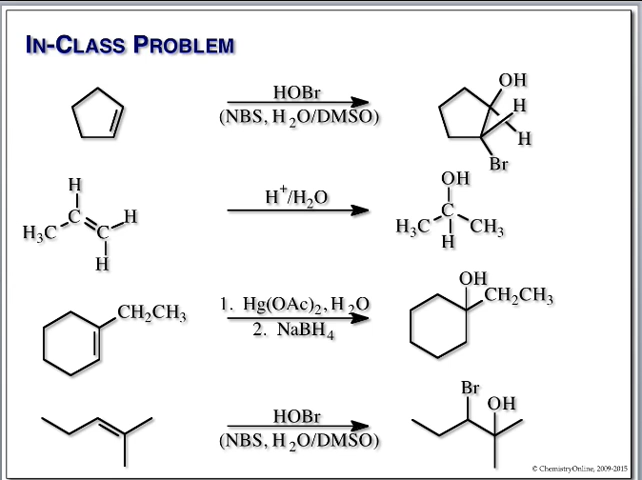 IN-CLASS PROBLEM
HOBr
(NBS, H₂O/DMSO)
OH
H
H
Br
H
C
H
H₃C
C
H
H⁺/H₂O
OH
C
H₃C
CH₃
H
CH₂CH₃
1. Hg(OAc)₂, H₂O
2. NaBH₄
OH
CH₂CH₃
HOBr
(NBS, H₂O/DMSO)
Br
OH
© ChemistryOnline, 2009-2015